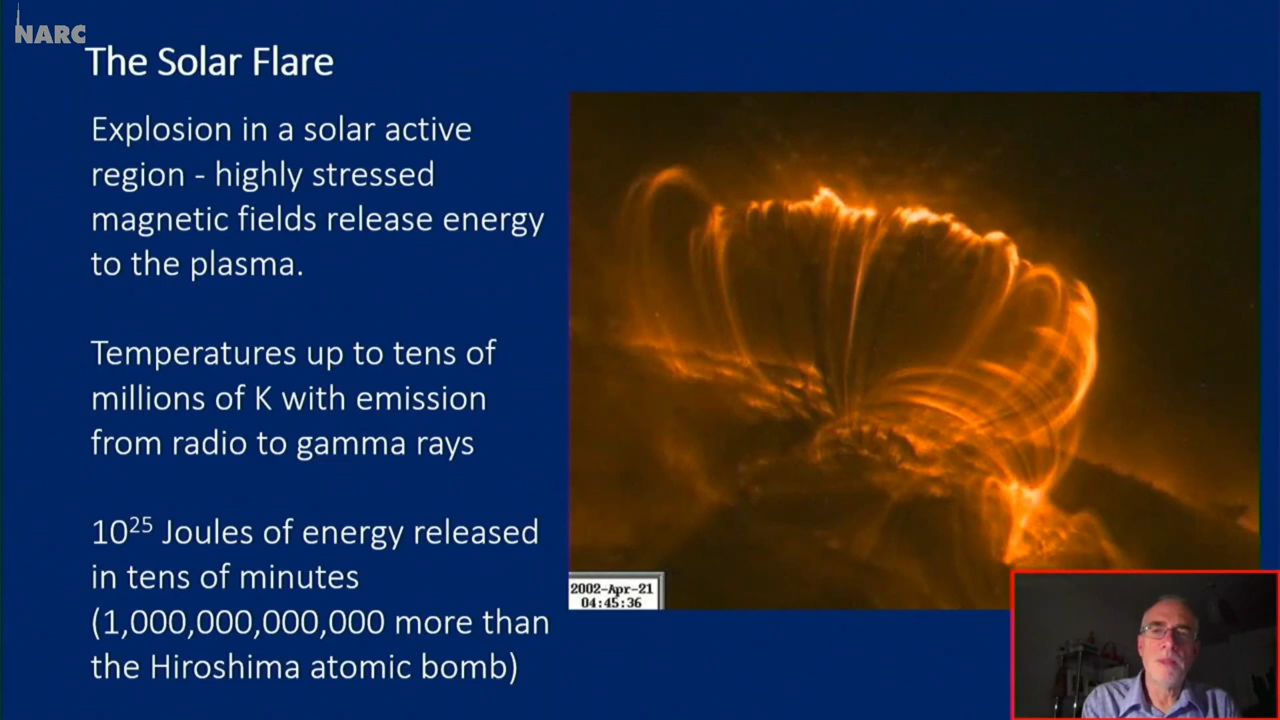 NARC
The Solar Flare
Explosion in a solar active
region - highly stressed
magnetic fields release energy
to the plasma.
Temperatures up to tens of
millions of K with emission
from radio to gamma rays
10²⁵ Joules of energy released
in tens of minutes
(1,000,000,000,000 more than
the Hiroshima atomic bomb)
2002-Apr-21
04:45:36